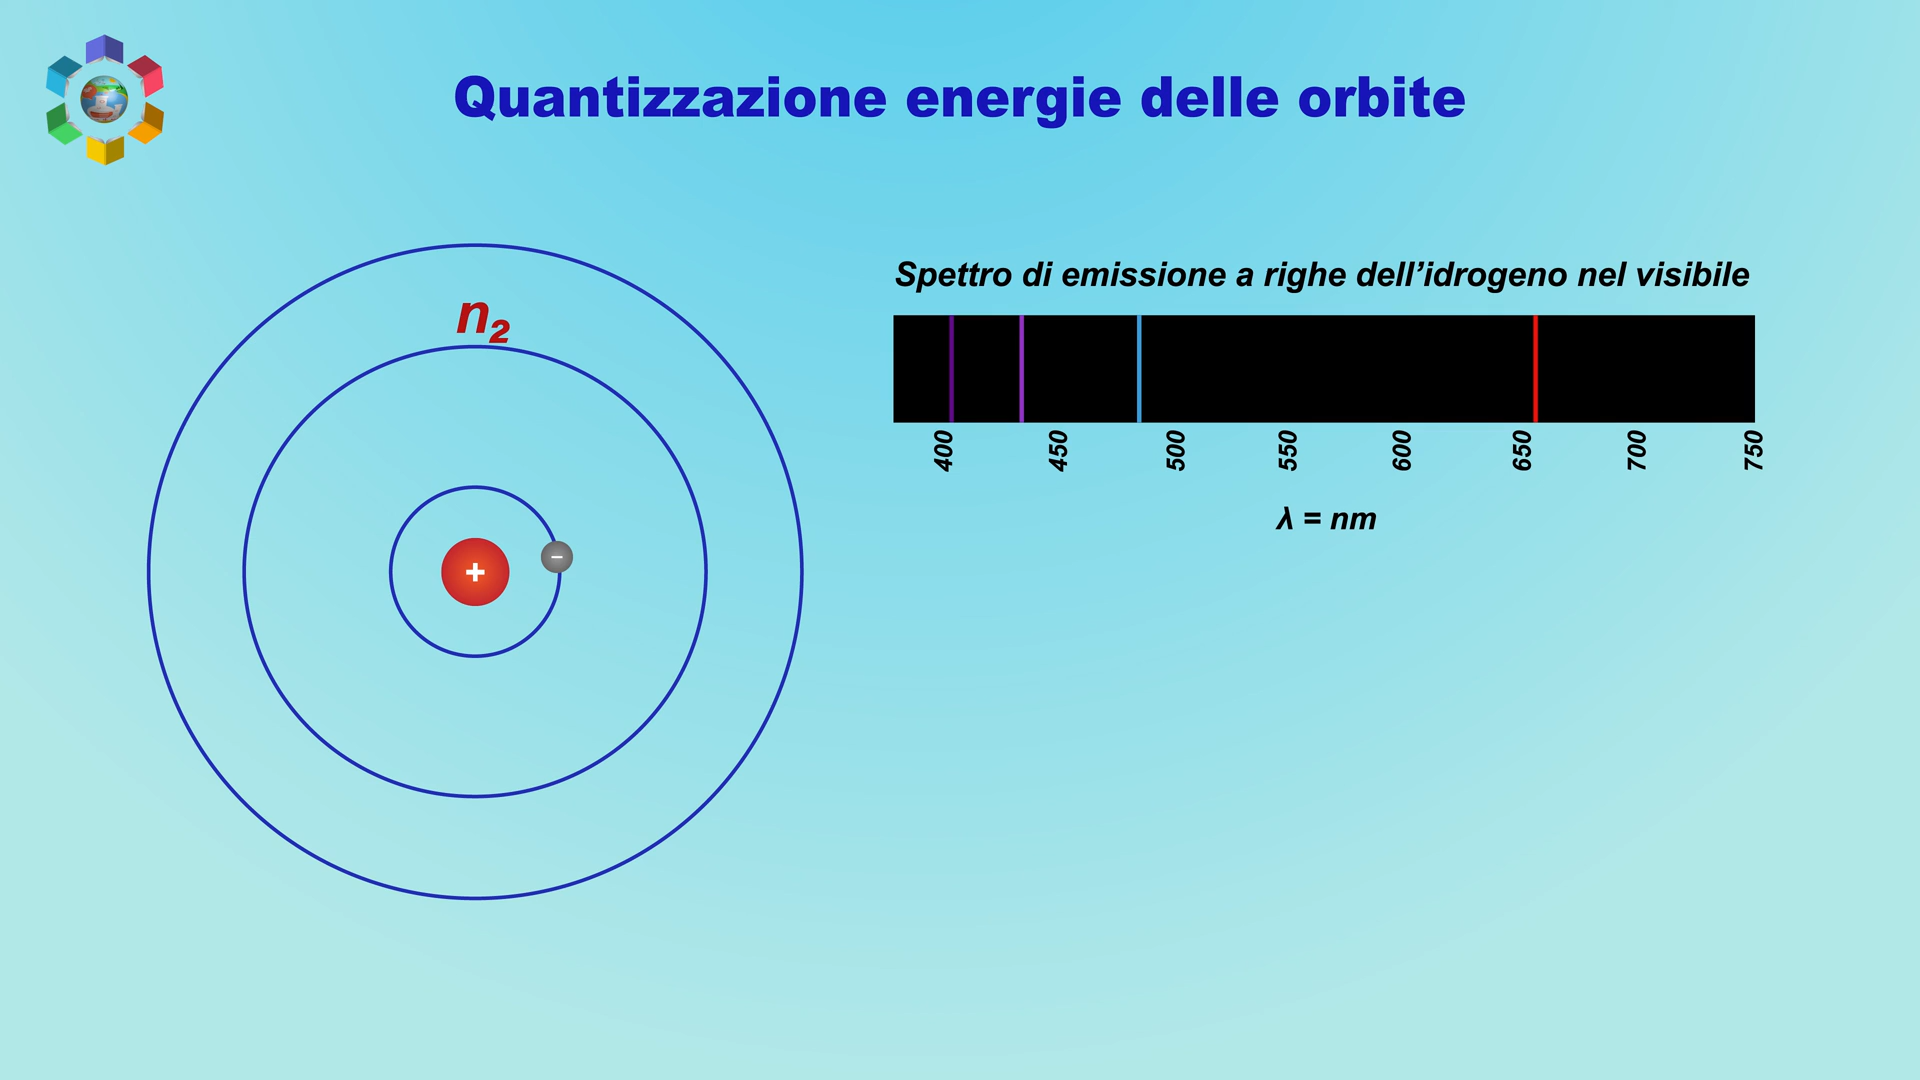 Quantizzazione energie delle orbite
n₂
+
−
Spettro di emissione a righe dell’idrogeno nel visibile
400 450 500 550 600 650 700 750
λ = nm